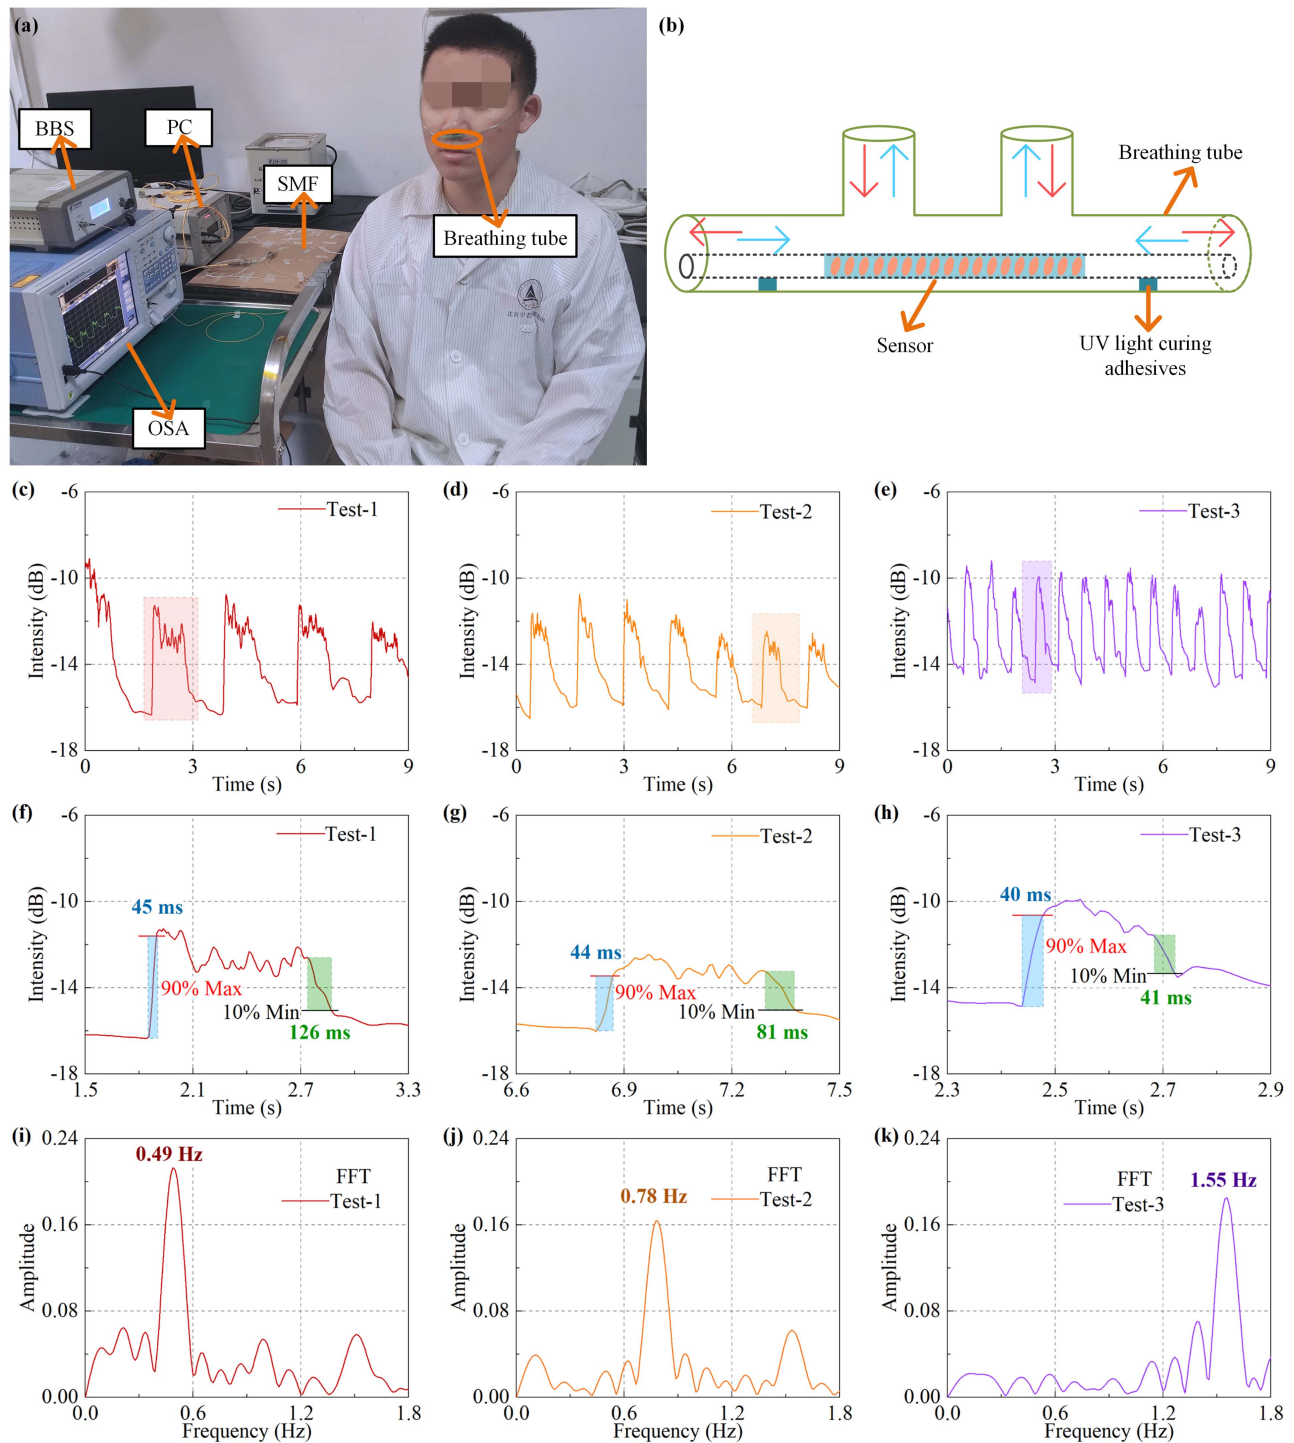 (a)
BBS
PC
SMF
Breathing tube
OSA
(b)
Breathing tube
Sensor
UV light curing
adhesives
(c)
-6
-10
-14
-18
Intensity (dB)
Test-1
0
3
6
9
Time (s)
(d)
-6
-10
-14
-18
Intensity (dB)
Test-2
0
3
6
9
Time (s)
(e)
-6
-10
-14
-18
Intensity (dB)
Test-3
0
3
6
9
Time (s)
(f)
-6
-10
-14
-18
Intensity (dB)
Test-1
45 ms
90% Max
10% Min
126 ms
1.5
2.1
2.7
3.3
Time (s)
(g)
-6
-10
-14
-18
Intensity (dB)
Test-2
44 ms
90% Max
10% Min
81 ms
6.6
6.9
7.2
7.5
Time (s)
(h)
-6
-10
-14
-18
Intensity (dB)
Test-3
40 ms
90% Max
10% Min
41 ms
2.3
2.5
2.7
2.9
Time (s)
(i)
0.24
0.16
0.08
0.00
Amplitude
0.49 Hz
FFT
Test-1
0.0
0.6
1.2
1.8
Frequency (Hz)
(j)
0.24
0.16
0.08
0.00
Amplitude
0.78 Hz
FFT
Test-2
0.0
0.6
1.2
1.8
Frequency (Hz)
(k)
0.24
0.16
0.08
0.00
Amplitude
FFT
Test-3
1.55 Hz
0.0
0.6
1.2
1.8
Frequency (Hz)